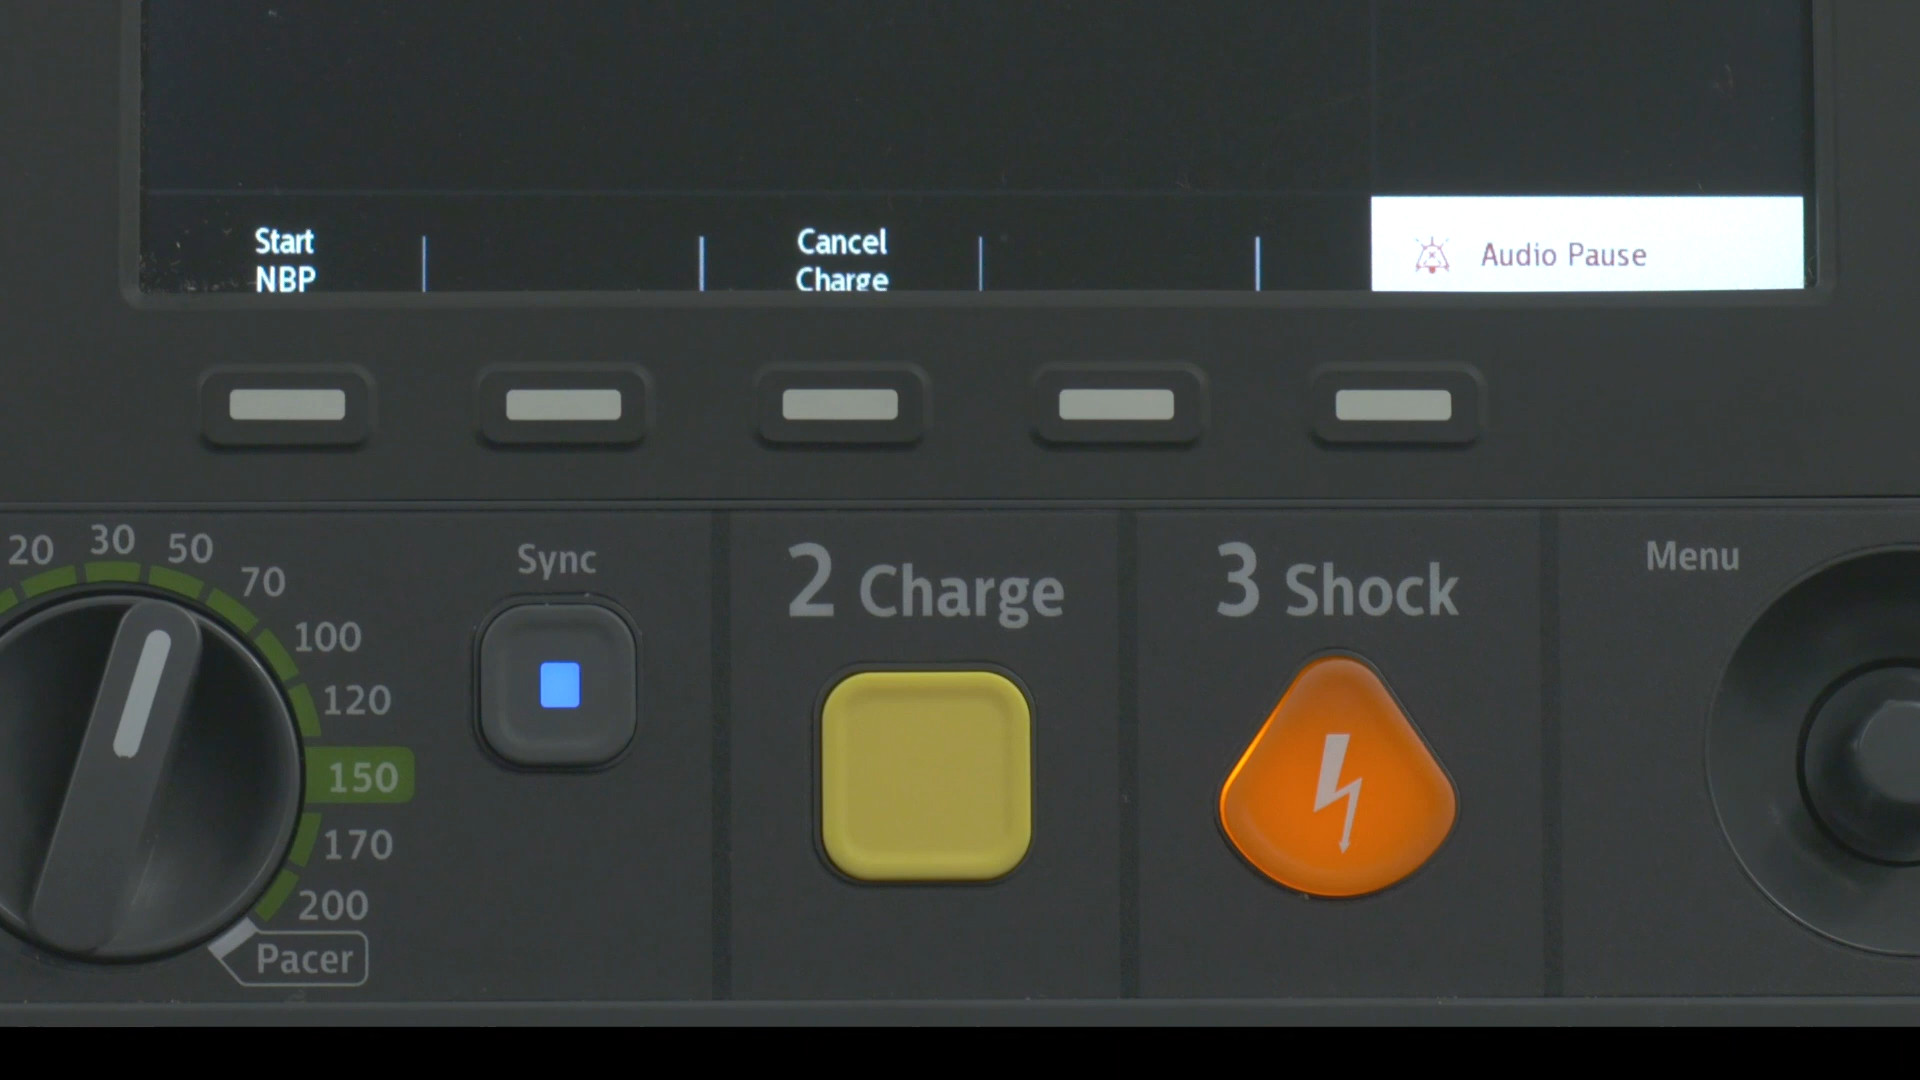 Start
NBP
Cancel
Charge
Audio Pause
20
30
50
70
100
120
150
170
200
Pacer
Sync
2 Charge
3 Shock
Menu